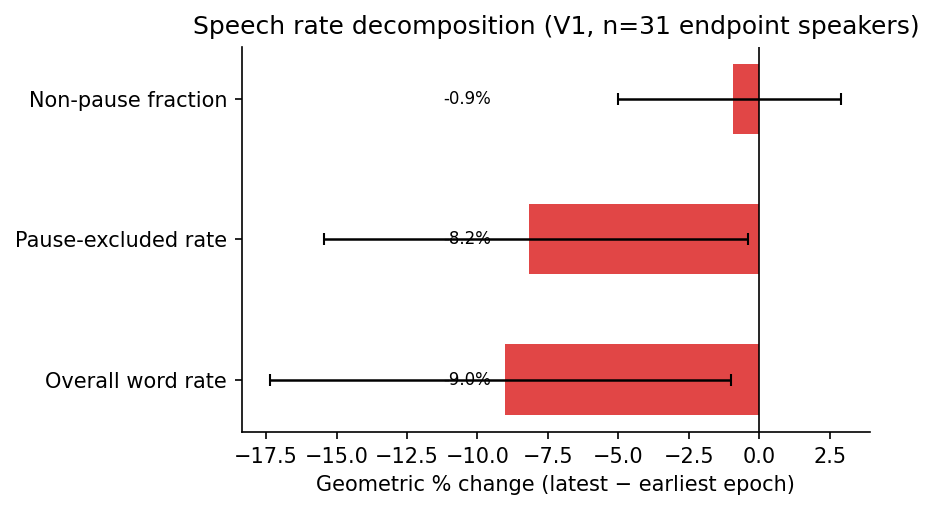 Speech rate decomposition (V1, n=31 endpoint speakers)
Non-pause fraction
-0.9%
Pause-excluded rate
-8.2%
Overall word rate
-9.0%
−17.5 −15.0 −12.5 −10.0 −7.5 −5.0 −2.5 0.0 2.5
Geometric % change (latest − earliest epoch)